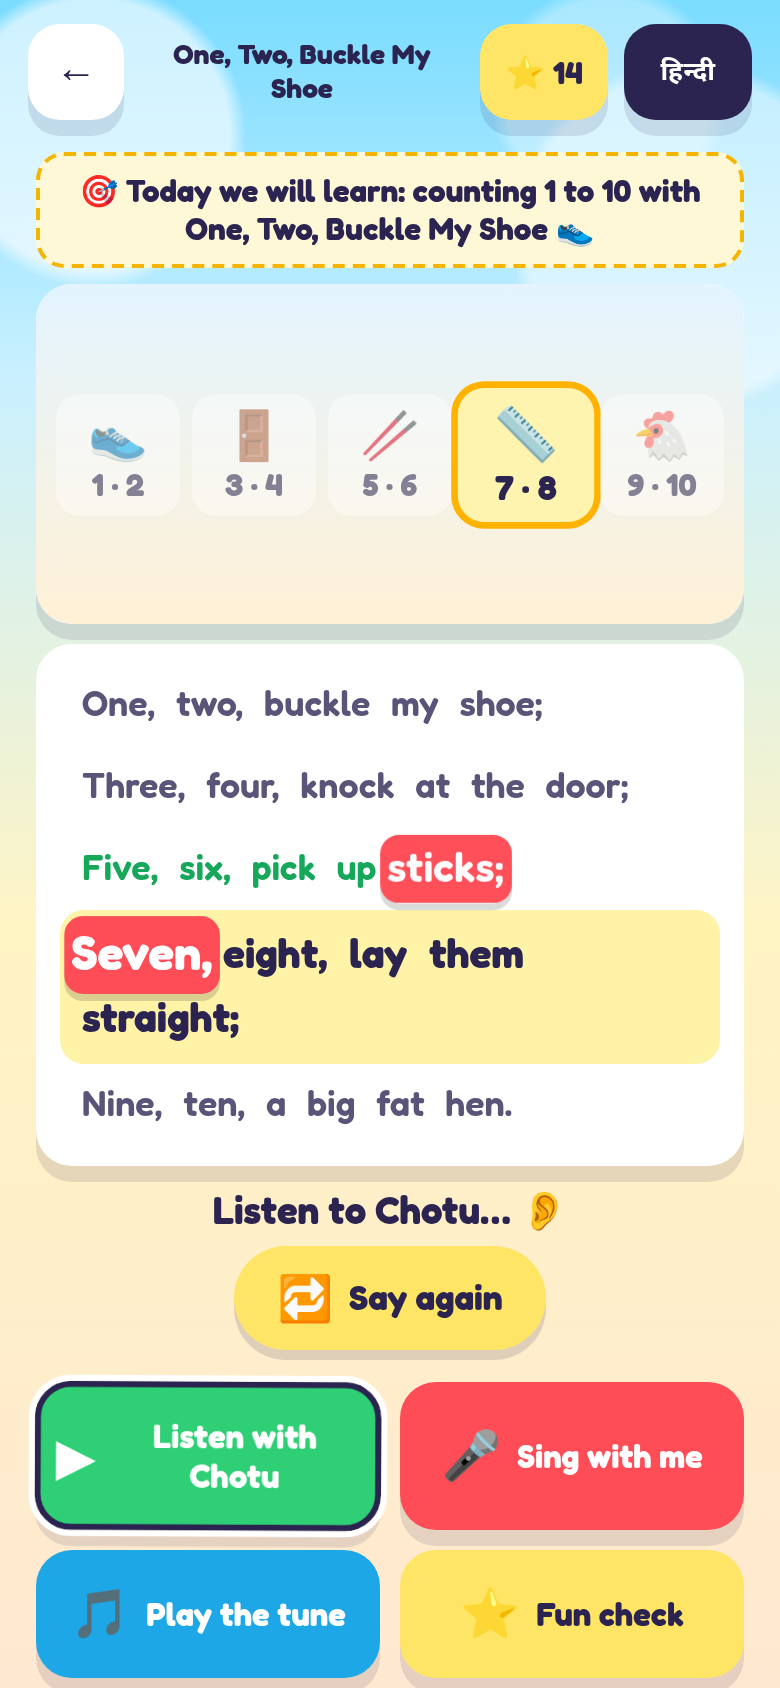 ←
One, Two, Buckle My
Shoe
⭐ 14
हिन्दी
🎯 Today we will learn: counting 1 to 10 with
One, Two, Buckle My Shoe 👟
1 · 2
3 · 4
5 · 6
7 · 8
9 · 10
One, two, buckle my shoe;
Three, four, knock at the door;
Five, six, pick up sticks;
Seven, eight, lay them
straight;
Nine, ten, a big fat hen.
Listen to Chotu... 👂
🔁 Say again
▶ Listen with
Chotu
🎤 Sing with me
🎵 Play the tune
⭐ Fun check